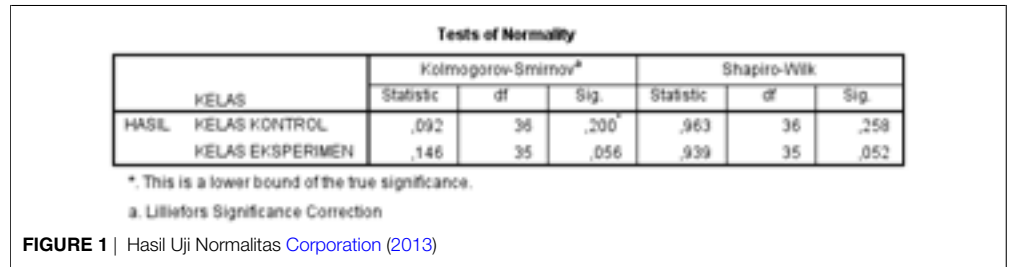 Tests of Normality
Kolmogorov-Smirnovª Shapiro-Wilk
KELAS Statistic df Sig. Statistic df Sig.
HASIL KELAS KONTROL ,092 36 ,200* ,963 36 ,258
KELAS EKSPERIMEN ,146 35 ,056 ,939 35 ,052
*. This is a lower bound of the true significance.
a. Lilliefors Significance Correction
FIGURE 1 | Hasil Uji Normalitas Corporation (2013)